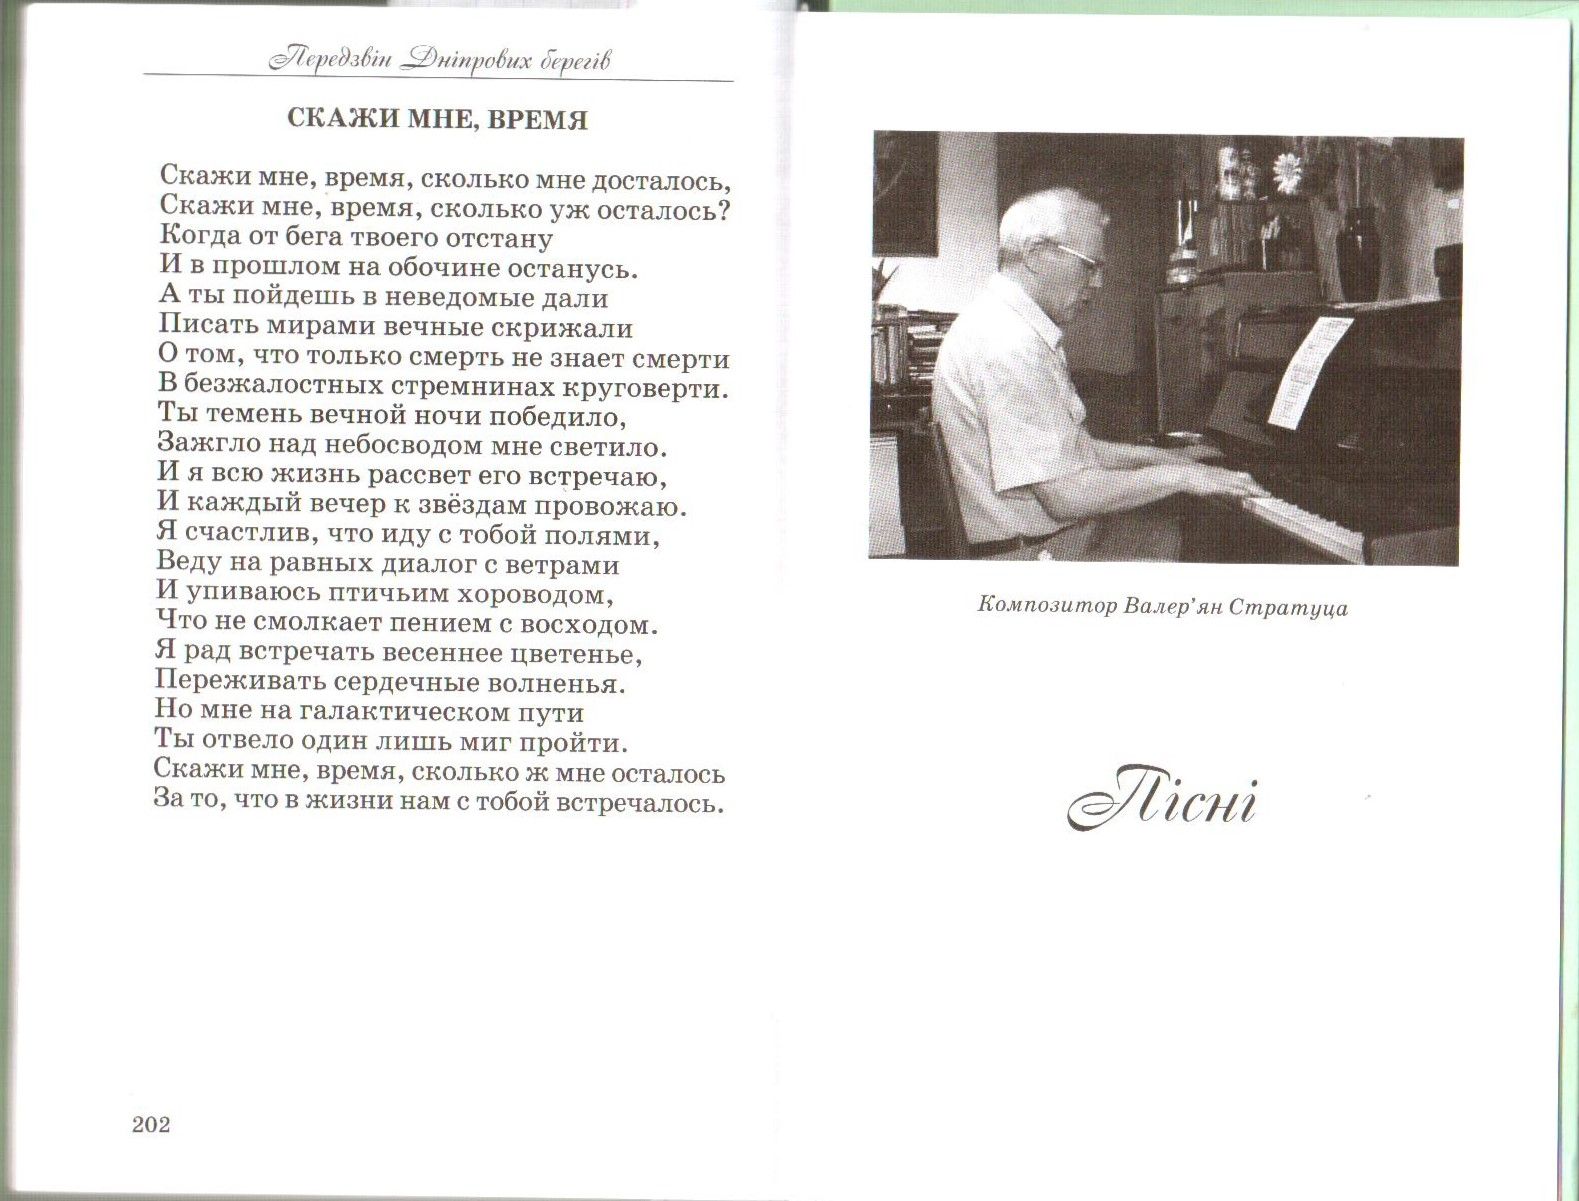 Передзвін Дніпрових берегів
СКАЖИ МНЕ, ВРЕМЯ
Скажи мне, время, сколько мне досталось,
Скажи мне, время, сколько уж осталось?
Когда от бега твоего отстану
И в прошлом на обочине останусь.
А ты пойдешь в неведомые дали
Писать мирами вечные скрижали
О том, что только смерть не знает смерти
В безжалостных стремнинах круговерти.
Ты темень вечной ночи победило,
Зажгло над небосводом мне светило.
И я всю жизнь рассвет его встречаю,
И каждый вечер к звёздам провожаю.
Я счастлив, что иду с тобой полями,
Веду на равных диалог с ветрами
И упиваюсь птичьим хороводом,
Что не смолкает пением с восходом.
Я рад встречать весеннее цветенье,
Переживать сердечные волненья.
Но мне на галактическом пути
Ты отвело один лишь миг пройти.
Скажи мне, время, сколько ж мне осталось
За то, что в жизни нам с тобой встречалось.
202
Композитор Валер'ян Стратуца
Пісні